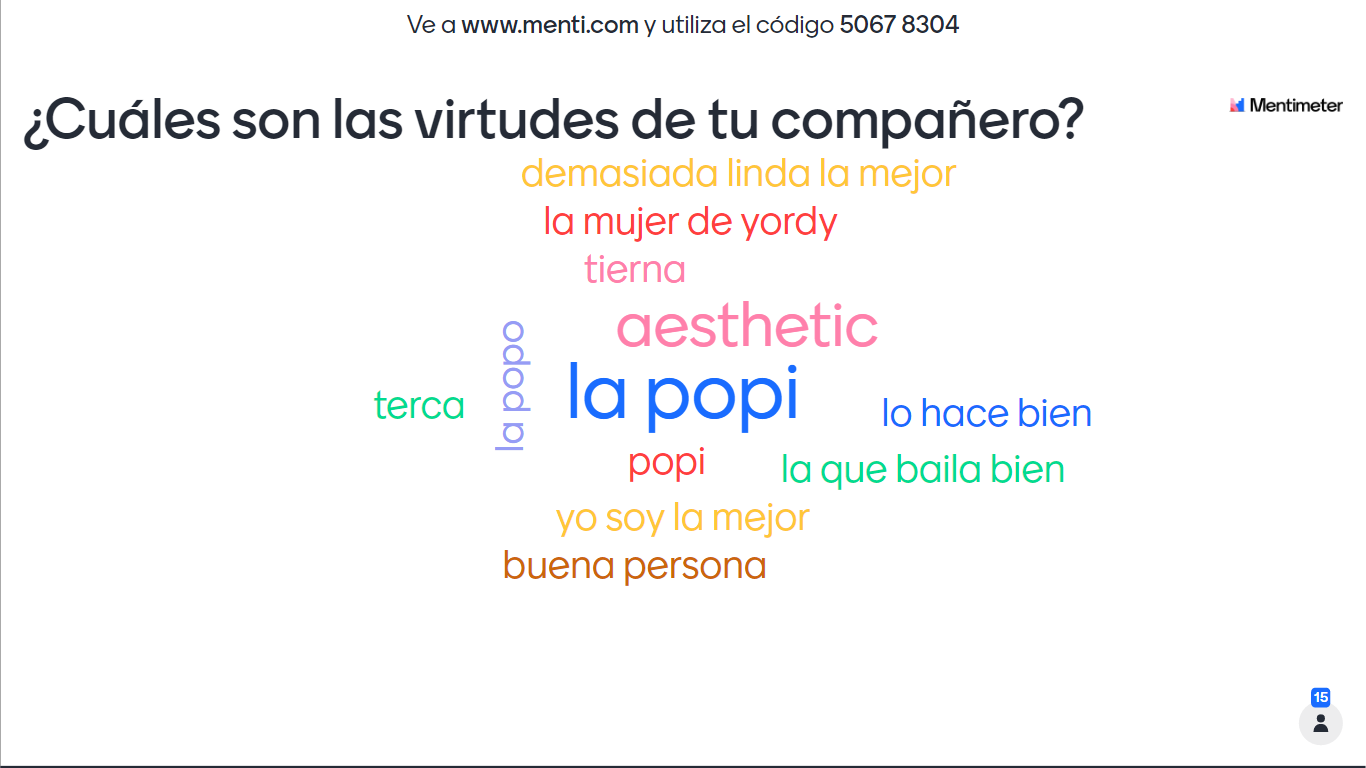 Ve a www.menti.com y utiliza el código 5067 8304
¿Cuáles son las virtudes de tu compañero?
Mentimeter
demasiada linda la mejor
la mujer de yordy
tierna
aesthetic
la popo
la popi
terca
lo hace bien
popi
la que baila bien
yo soy la mejor
buena persona
15